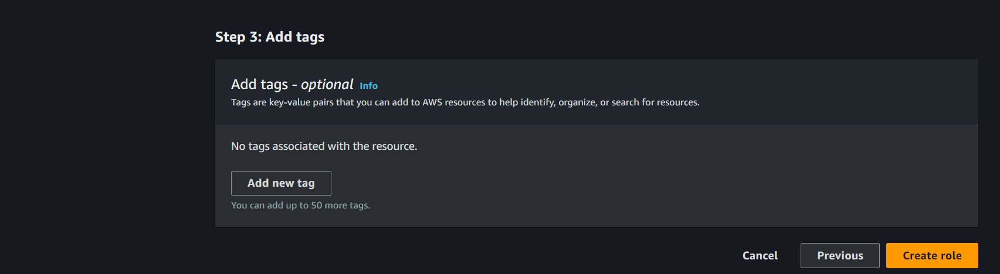 Step 3: Add tags
Add tags - optional Info
Tags are key-value pairs that you can add to AWS resources to help identify, organize, or search for resources.
No tags associated with the resource.
Add new tag
You can add up to 50 more tags.
Cancel Previous Create role